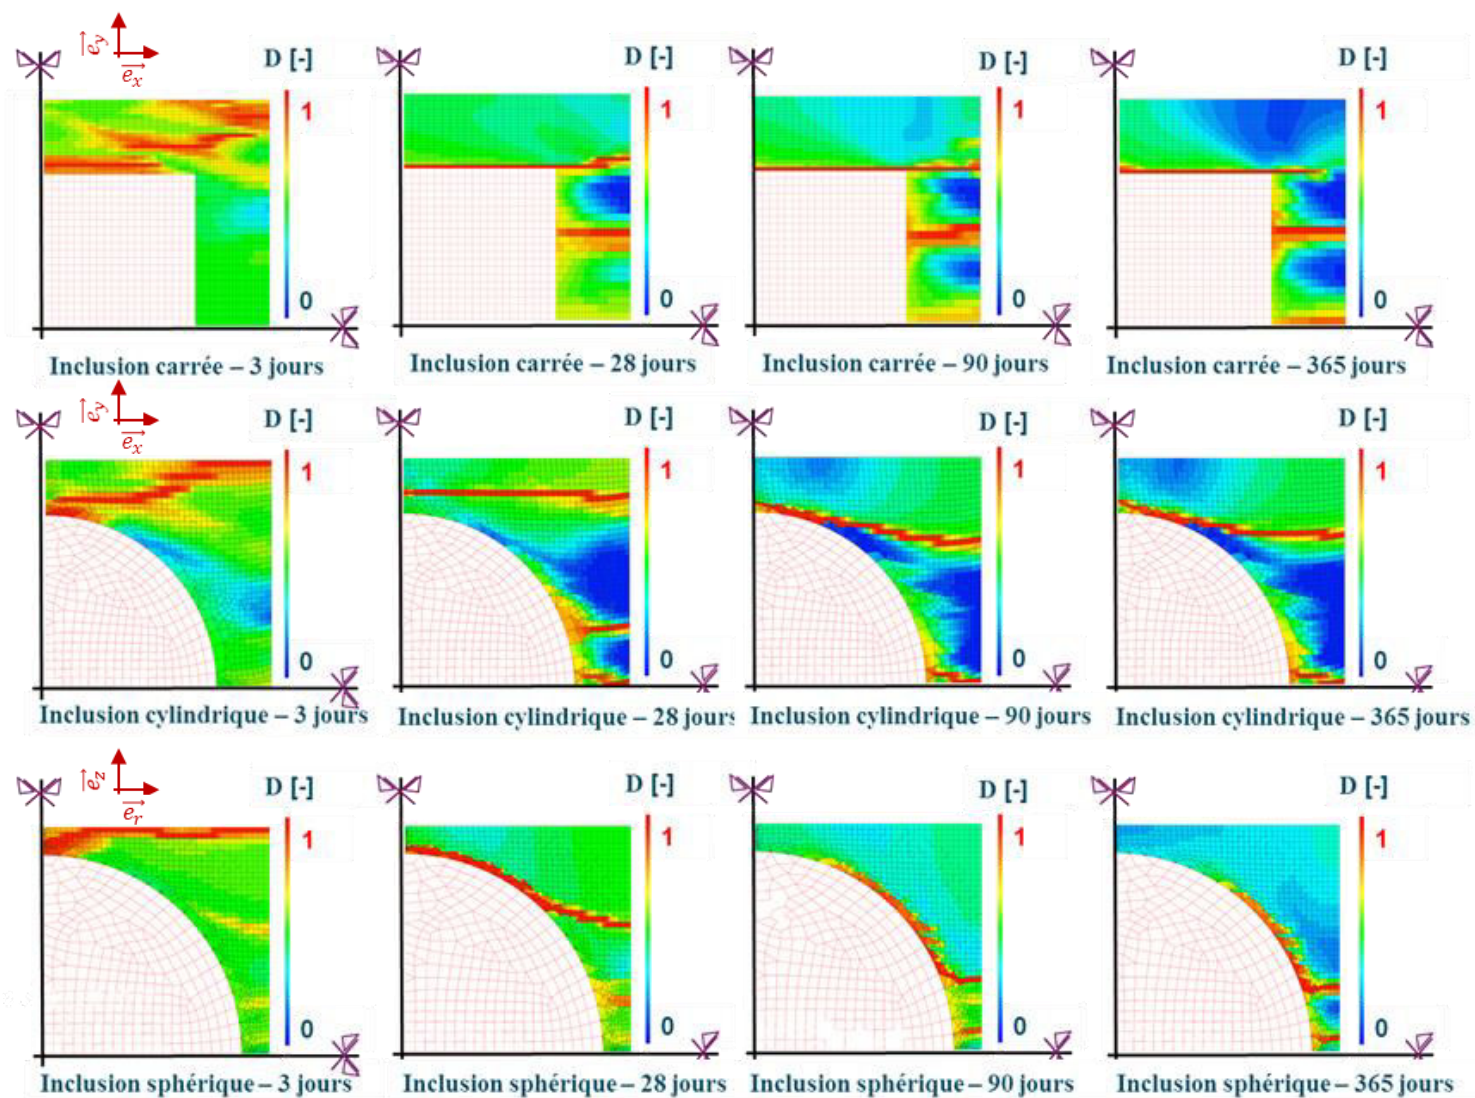 e_y e_x D [-] 1 0 D [-] 1 0 D [-] 1 0 D [-] 1 0
Inclusion carrée – 3 jours Inclusion carrée – 28 jours Inclusion carrée – 90 jours Inclusion carrée – 365 jours
e_y e_x D [-] 1 0 D [-] 1 0 D [-] 1 0 D [-] 1 0
Inclusion cylindrique – 3 jours Inclusion cylindrique – 28 jours Inclusion cylindrique – 90 jours Inclusion cylindrique – 365 jours
e_z e_r D [-] 1 0 D [-] 1 0 D [-] 1 0 D [-] 1 0
Inclusion sphérique – 3 jours Inclusion sphérique – 28 jours Inclusion sphérique – 90 jours Inclusion sphérique – 365 jours